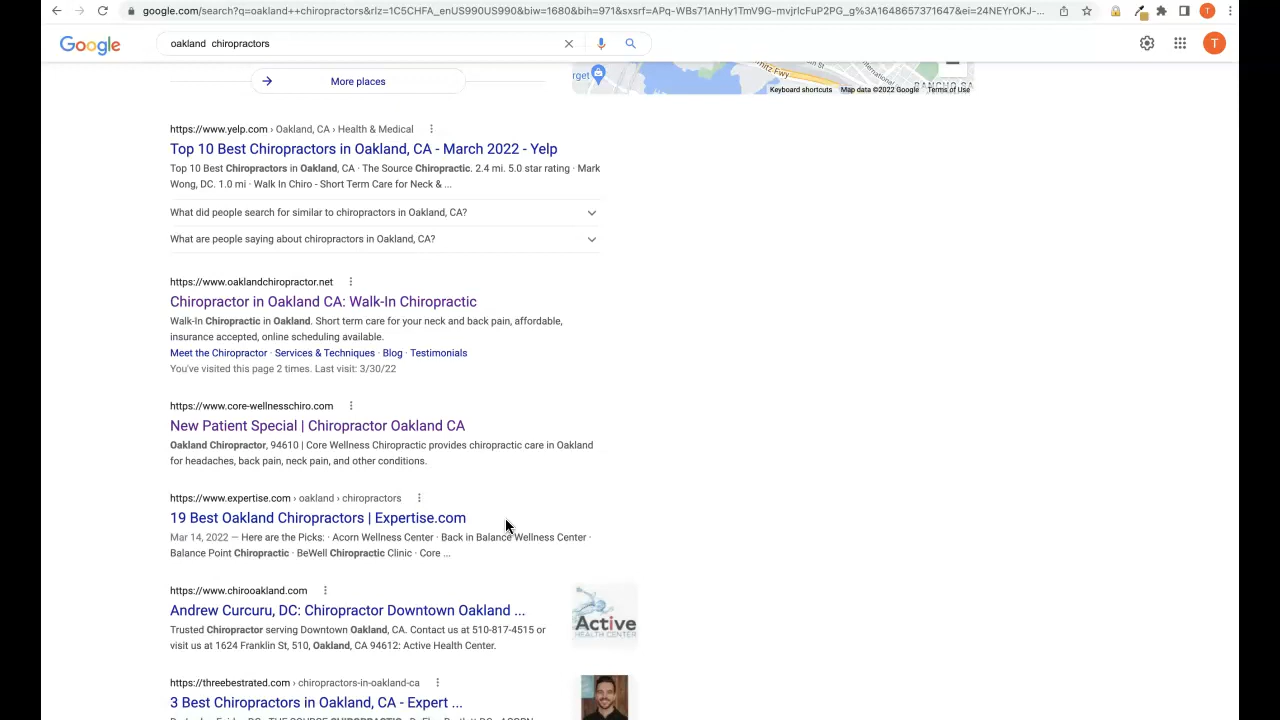 google.com/search?q=oakland++chiropractors&rlz=1C5CHFA_enUS990US990&biw=1680&bih=971&sxsrf=APq-WBs71AnHy1TmV9G-mvjrlcFuP2PG_g%3A1648657371647&ei=24NEYrOKJ-...
T
Google
oakland chiropractors
T
More places
rget
Keyboard shortcuts Map data ©2022 Google Terms of Use
https://www.yelp.com › Oakland, CA › Health & Medical
Top 10 Best Chiropractors in Oakland, CA - March 2022 - Yelp
Top 10 Best Chiropractors in Oakland, CA · The Source Chiropractic. 2.4 mi. 5.0 star rating · Mark
Wong, DC. 1.0 mi · Walk In Chiro - Short Term Care for Neck & ...
What did people search for similar to chiropractors in Oakland, CA?
What are people saying about chiropractors in Oakland, CA?
https://www.oaklandchiropractor.net
Chiropractor in Oakland CA: Walk-In Chiropractic
Walk-In Chiropractic in Oakland. Short term care for your neck and back pain, affordable,
insurance accepted, online scheduling available.
Meet the Chiropractor · Services & Techniques · Blog · Testimonials
You've visited this page 2 times. Last visit: 3/30/22
https://www.core-wellnesschiro.com
New Patient Special | Chiropractor Oakland CA
Oakland Chiropractor, 94610 | Core Wellness Chiropractic provides chiropractic care in Oakland
for headaches, back pain, neck pain, and other conditions.
https://www.expertise.com › oakland › chiropractors
19 Best Oakland Chiropractors | Expertise.com
Mar 14, 2022 — Here are the Picks: · Acorn Wellness Center · Back in Balance Wellness Center ·
Balance Point Chiropractic · BeWell Chiropractic Clinic · Core ...
https://www.chirooakland.com
Andrew Curcuru, DC: Chiropractor Downtown Oakland ...
Trusted Chiropractor serving Downtown Oakland, CA. Contact us at 510-817-4515 or
visit us at 1624 Franklin St, 510, Oakland, CA 94612: Active Health Center.
Active
HEALTH CENTER
https://threebestrated.com › chiropractors-in-oakland-ca
3 Best Chiropractors in Oakland, CA - Expert ...